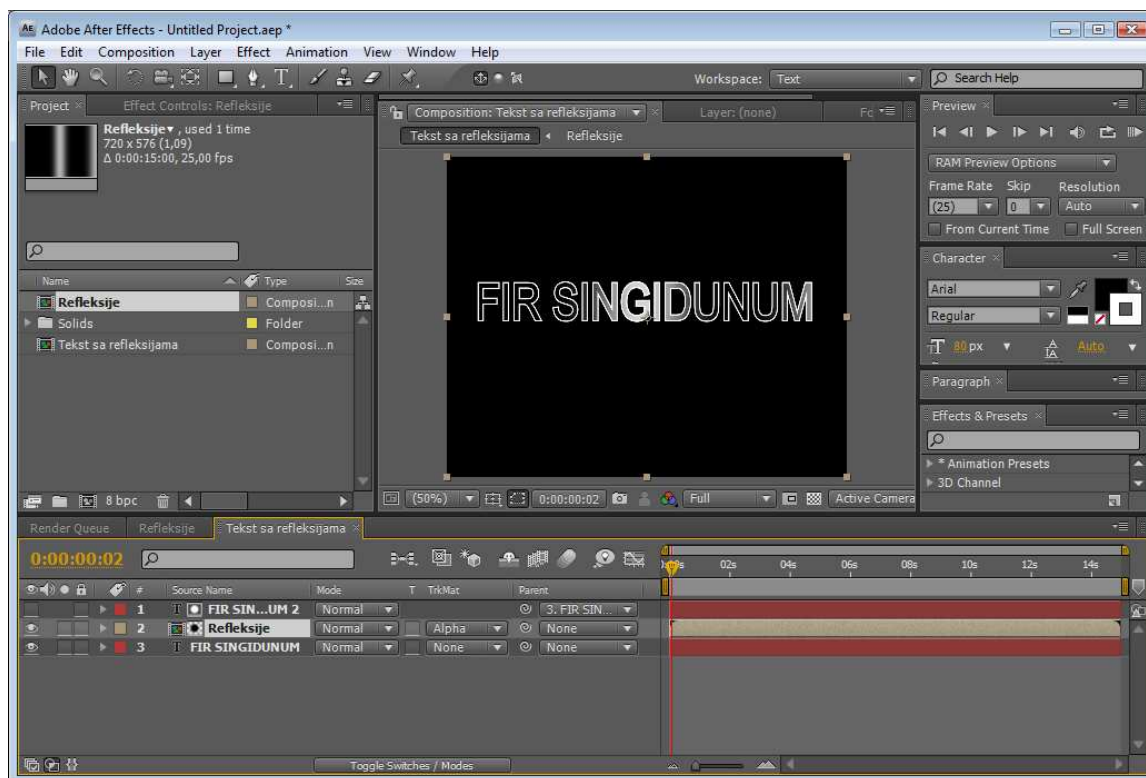 Adobe After Effects - Untitled Project.aep *
File Edit Composition Layer Effect Animation View Window Help
Workspace: Text
Search Help
Project
Effect Controls: Refleksije
Refleksije , used 1 time
720 x 576 (1,09)
Δ 0:00:15:00, 25,00 fps
Name Type Size
Refleksije Composi...n
Solids Folder
Tekst sa refleksijama Composi...n
8 bpc
Composition: Tekst sa refleksijama
Layer: (none)
Tekst sa refleksijama Refleksije
FIR SINGIDUNUM
(50%) 0:00:00:02 Full Active Camera
Preview
RAM Preview Options
Frame Rate Skip Resolution
(25) 0 Auto
From Current Time Full Screen
Character
Arial
Regular
80 px Auto
Paragraph
Effects & Presets
* Animation Presets
3D Channel
Render Queue Refleksije Tekst sa refleksijama
0:00:00:02
02s 04s 06s 08s 10s 12s 14s
# Source Name Mode T TrkMat Parent
1 T FIR SIN...UM 2 Normal 3. FIR SIN...
2 Refleksije Normal Alpha None
3 T FIR SINGIDUNUM Normal None None
Toggle Switches / Modes